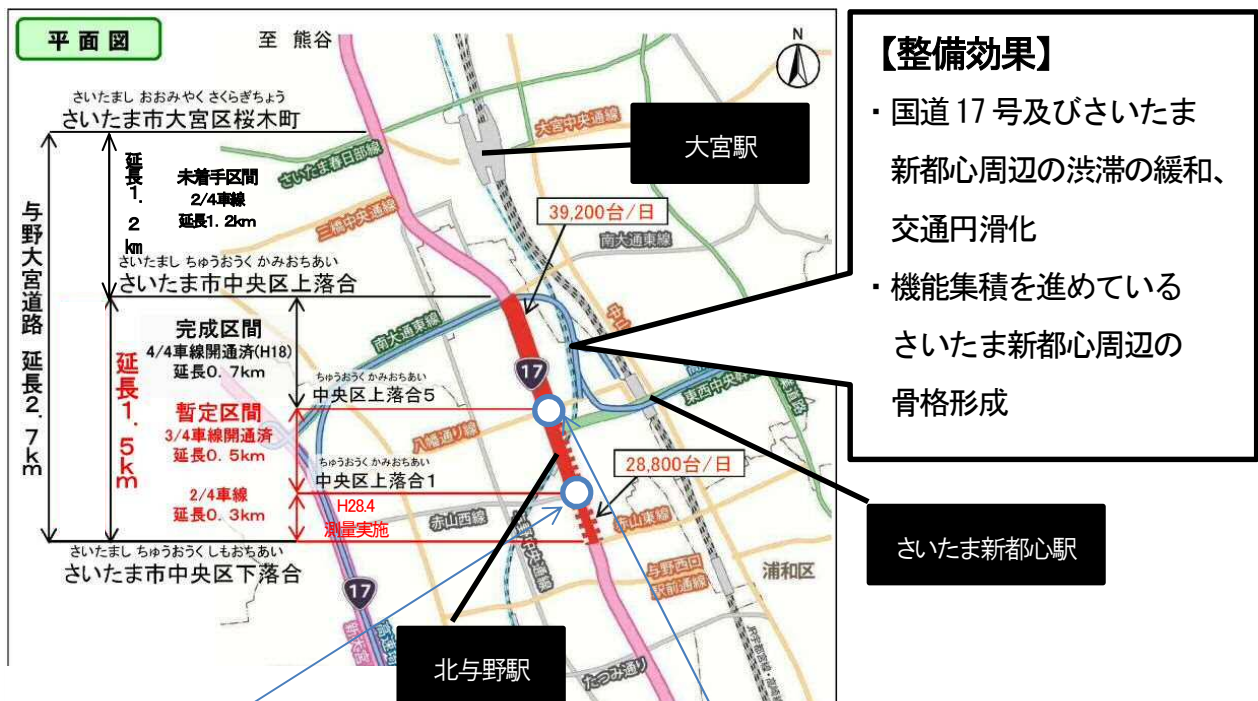 平面図
至 熊谷
N
さいたまし おおみやく さくらぎちょう
さいたま市大宮区桜木町
与野大宮道路 延長2.7km
延長1.2km
未着手区間
2/4車線
延長1.2km
さいたまし ちゅうおうく かみおちあい
さいたま市中央区上落合
延長1.5km
完成区間
4/4車線開通済(H18)
延長0.7km
ちゅうおうく かみおちあい
中央区上落合5
暫定区間
3/4車線開通済
延長0.5km
ちゅうおうく かみおちあい
中央区上落合1
2/4車線
延長0.3km
H28.4
測量実施
さいたまし ちゅうおうく しもおちあい
さいたま市中央区下落合
さいたま春日部線
大宮中央通線
三橋中央通線
大宮駅
39,200台/日
南大通東線
南大通東線
中山
17
東西中央
八幡通り線
28,800台/日
赤山西線
赤山東線
与野西口
駅前通線
浦和区
17
新大宮
高速埼
たつみ通り
北与野駅
さいたま新都心駅
【整備効果】
・国道17号及びさいたま
新都心周辺の渋滞の緩和、
交通円滑化
・機能集積を進めている
さいたま新都心周辺の
骨格形成